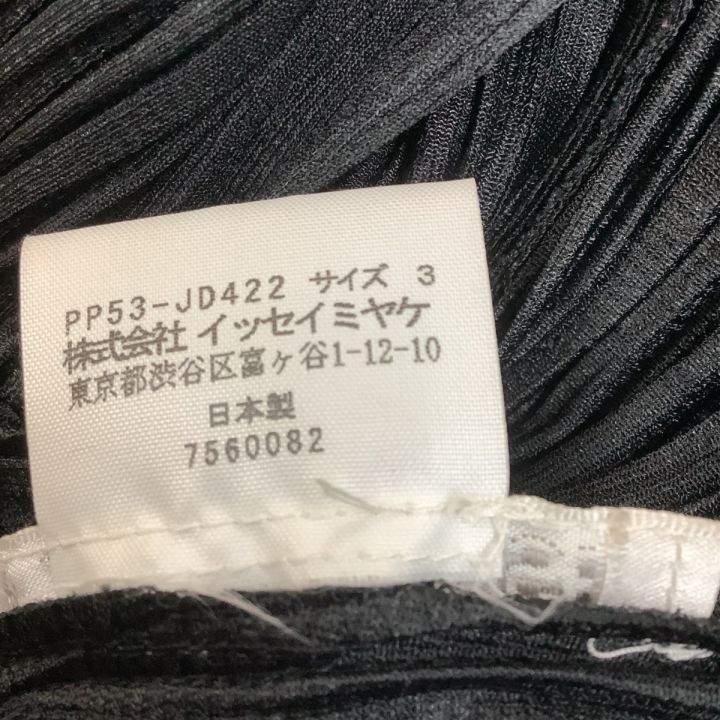 PP53-JD422 サイズ 3
株式会社 イッセイミヤケ
東京都渋谷区富ヶ谷1-12-10
日本製
7560082